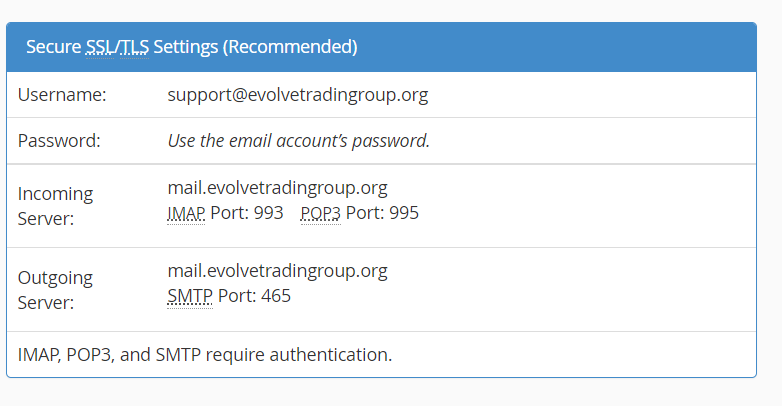 Secure SSL/TLS Settings (Recommended)
Username: support@evolvetradingroup.org
Password: Use the email account’s password.
Incoming Server: mail.evolvetradingroup.org
IMAP Port: 993 POP3 Port: 995
Outgoing Server: mail.evolvetradingroup.org
SMTP Port: 465
IMAP, POP3, and SMTP require authentication.